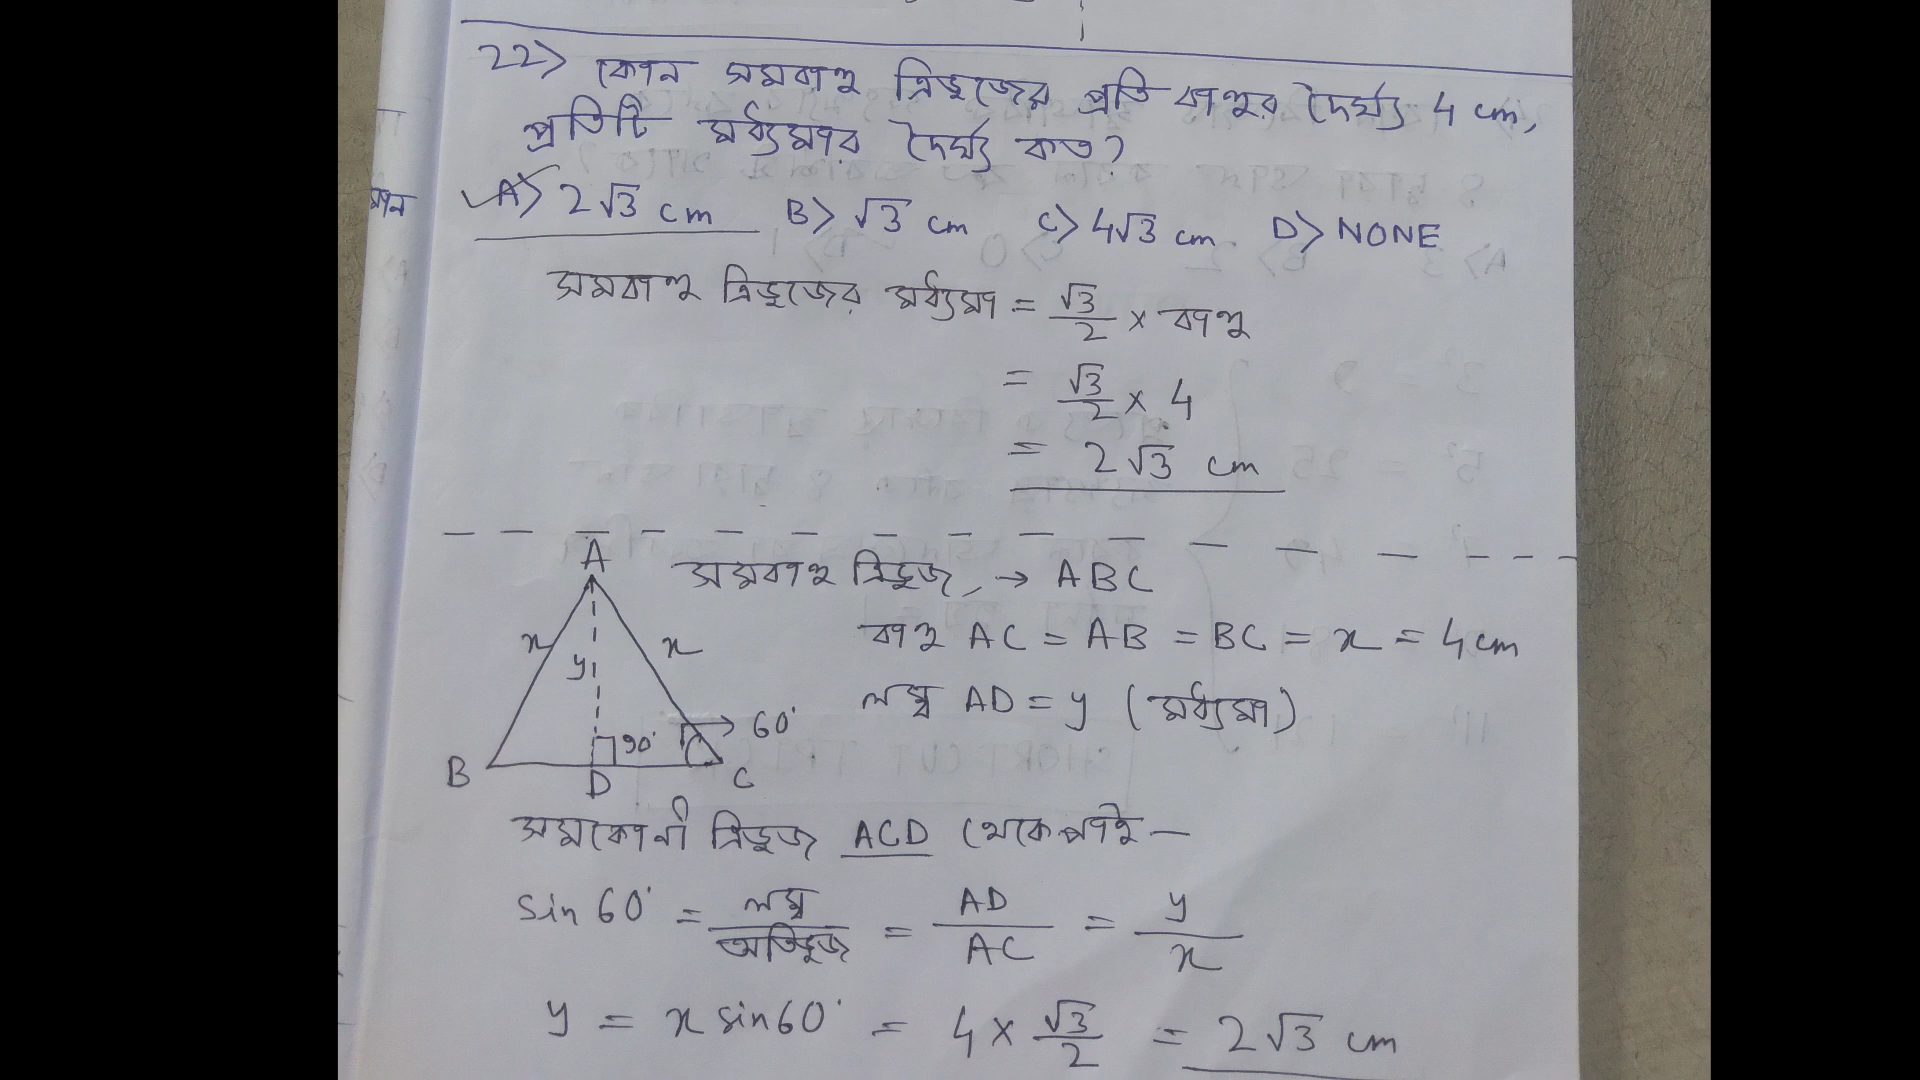 22> কোন সমবাহু ত্রিভুজের প্রতি বাহুর দৈর্ঘ্য 4 cm,
প্রতিটি মধ্যমার দৈর্ঘ্য কত?
মান
A> 2√3 cm B> √3 cm C> 4√3 cm D> NONE
সমবাহু ত্রিভুজের মধ্যমা = √3/2 × বাহু
= √3/2 × 4
= 2√3 cm
A
সমবাহু ত্রিভুজ, → ABC
বাহু AC = AB = BC = x = 4 cm
x x
y
লম্ব AD = y (মধ্যমা)
90° 60°
B D C
সমকোনী ত্রিভুজ ACD থেকে পাই —
sin 60° = লম্ব/অতিভুজ = AD/AC = y/x
y = x sin60° = 4 × √3/2 = 2√3 cm